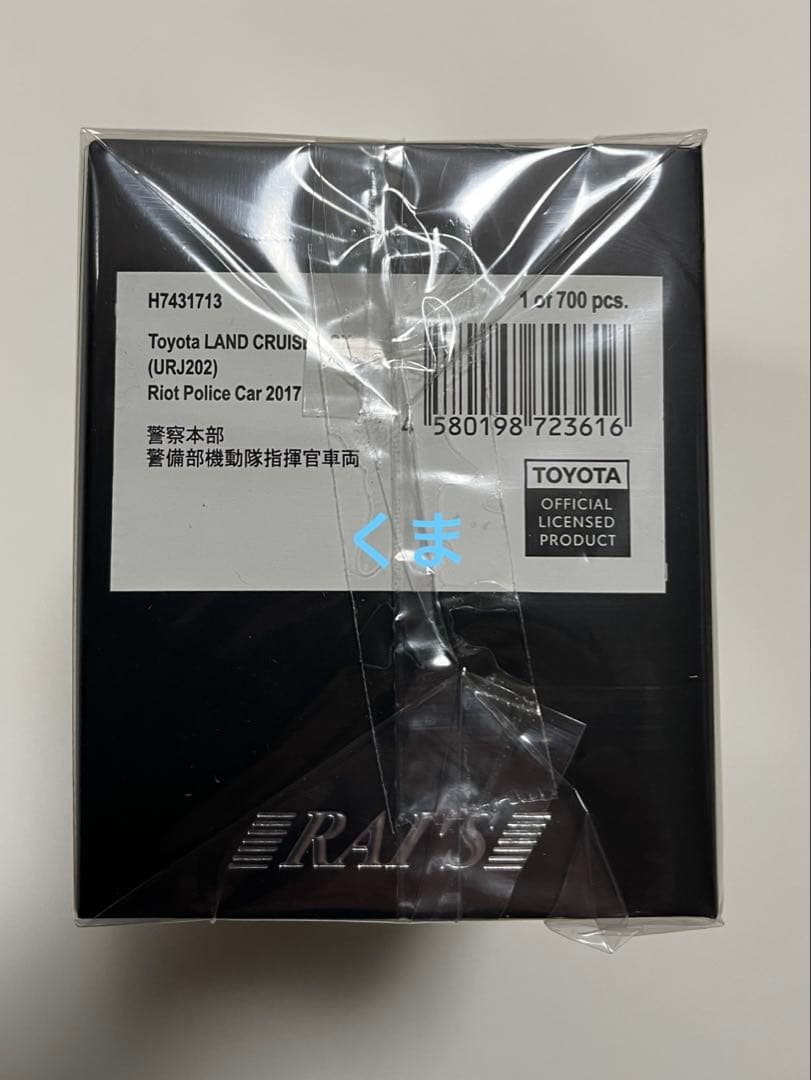 H7431713
1 of 700 pcs.
Toyota LAND
(URJ202)
Riot Police Car 2017
警察本部
警備部機動隊指揮官車両
4 580198 723616
TOYOTA
OFFICIAL
LICENSED
PRODUCT
くま
RAI'S